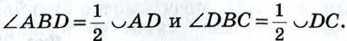 ∠ABD=1/2 ◡AD и ∠DBC=1/2 ◡DC.